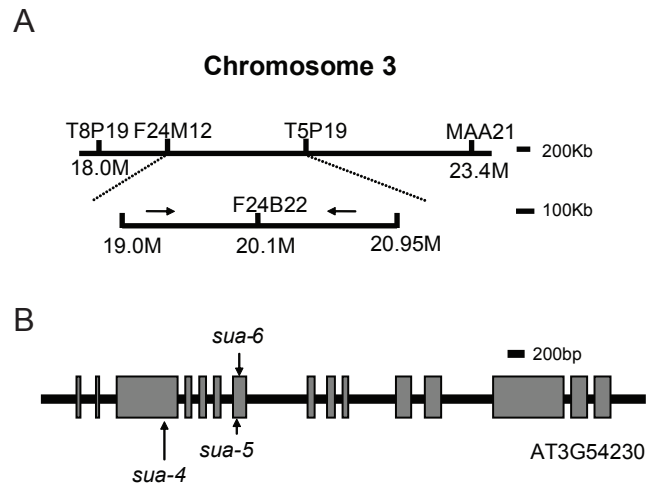 A
Chromosome 3
T8P19 F24M12 T5P19 MAA21
200Kb
18.0M 23.4M
F24B22
100Kb
19.0M 20.1M 20.95M
B
sua-6
200bp
sua-5
sua-4
AT3G54230